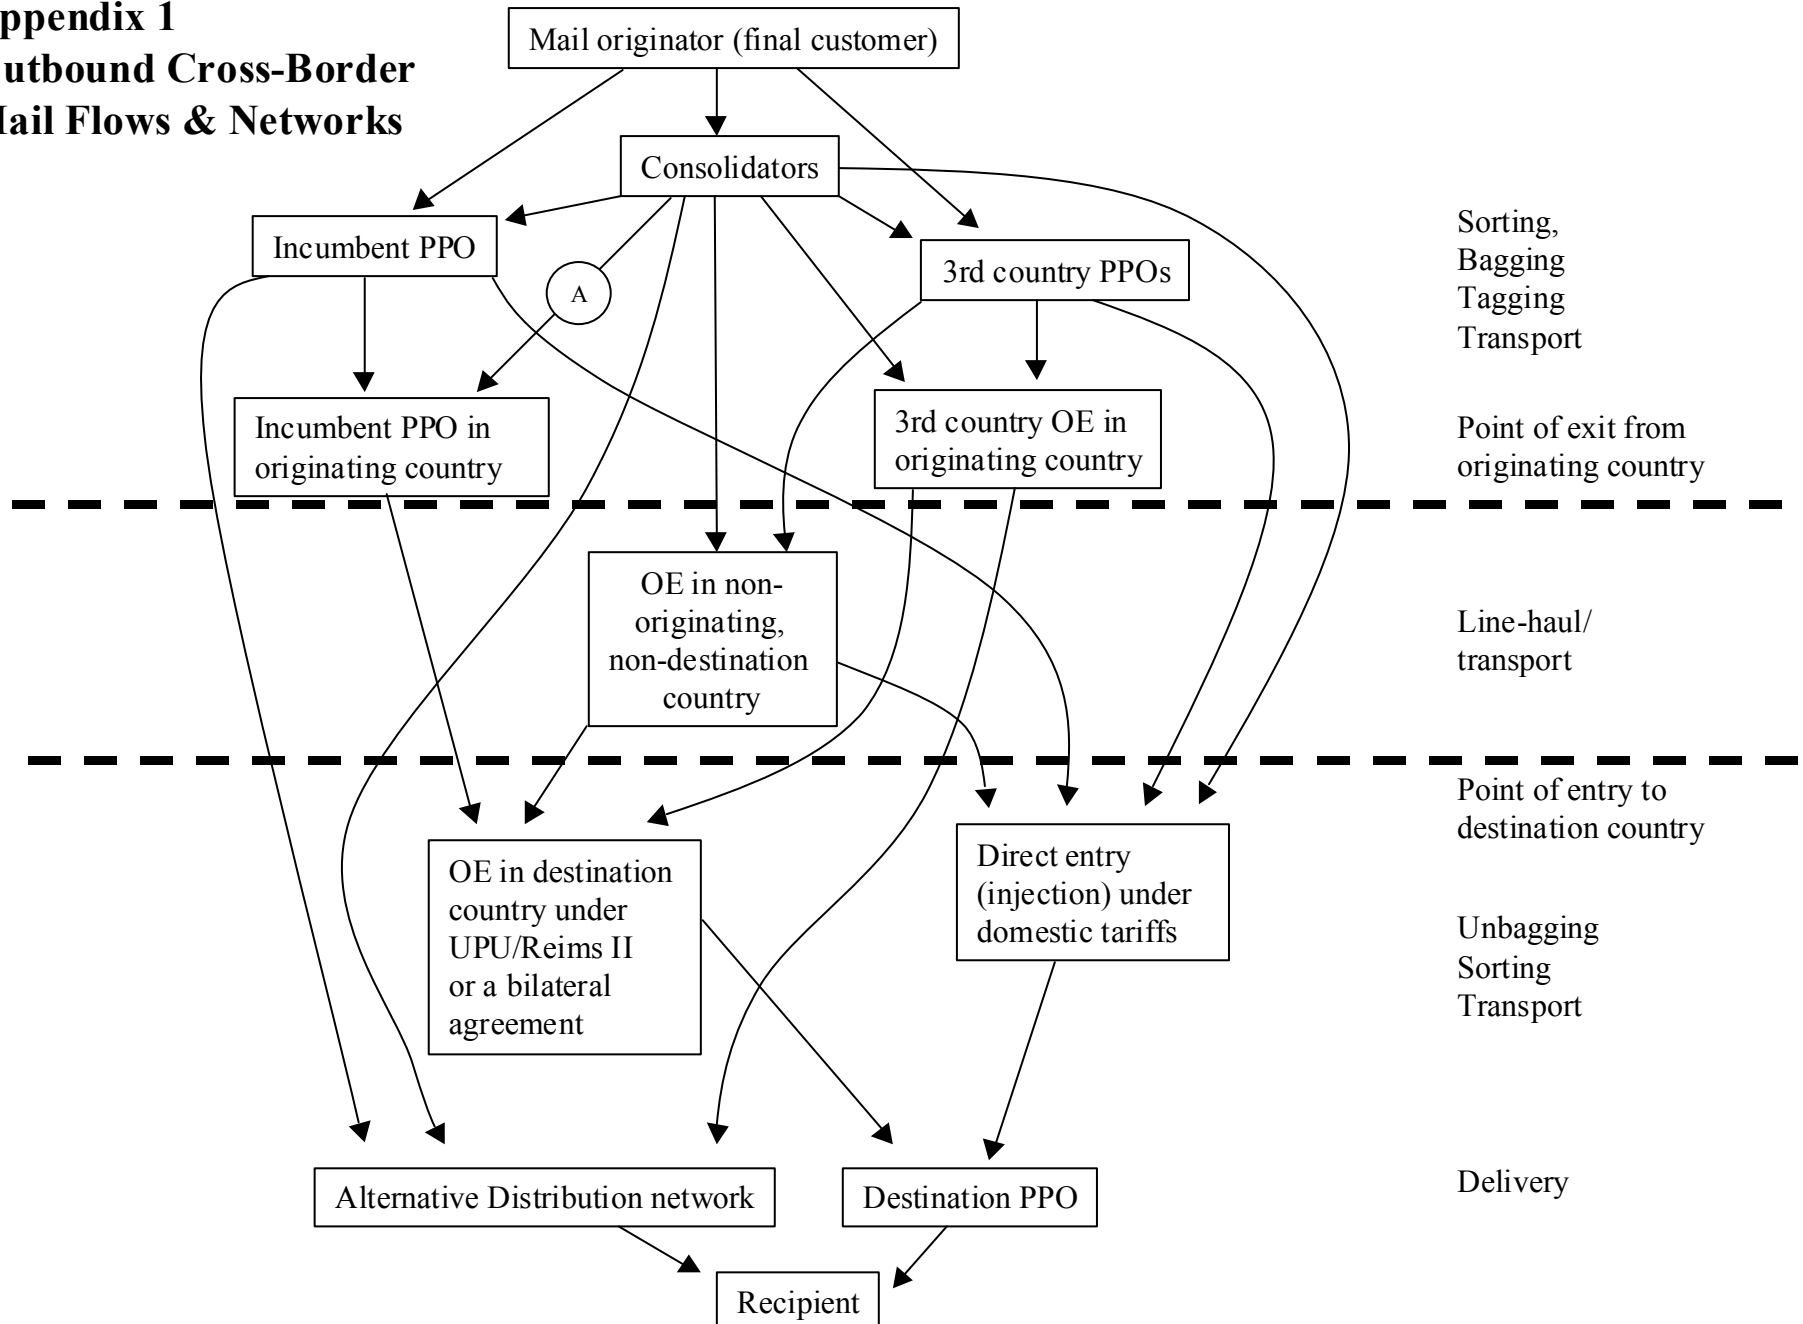 ppendix 1
utbound Cross-Border
ail Flows & Networks
Mail originator (final customer)
Consolidators
Incumbent PPO
A
3rd country PPOs
Sorting,
Bagging
Tagging
Transport
Incumbent PPO in
originating country
3rd country OE in
originating country
Point of exit from
originating country
OE in non-
originating,
non-destination
country
Line-haul/
transport
Point of entry to
destination country
OE in destination
country under
UPU/Reims II
or a bilateral
agreement
Direct entry
(injection) under
domestic tariffs
Unbagging
Sorting
Transport
Alternative Distribution network
Destination PPO
Delivery
Recipient